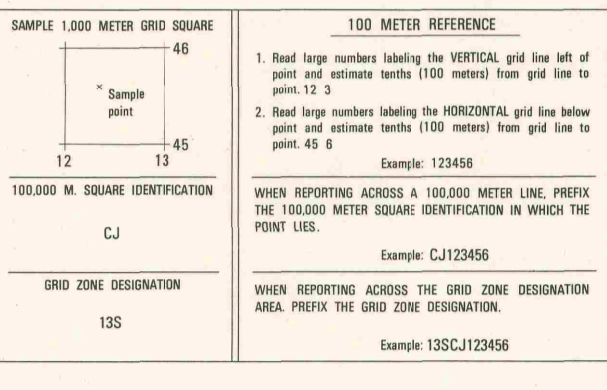 SAMPLE 1,000 METER GRID SQUARE
46
× Sample
point
45
12 13
100,000 M. SQUARE IDENTIFICATION
CJ
GRID ZONE DESIGNATION
13S
100 METER REFERENCE
1. Read large numbers labeling the VERTICAL grid line left of
point and estimate tenths (100 meters) from grid line to
point. 12 3
2. Read large numbers labeling the HORIZONTAL grid line below
point and estimate tenths (100 meters) from grid line to
point. 45 6
Example: 123456
WHEN REPORTING ACROSS A 100,000 METER LINE, PREFIX
THE 100,000 METER SQUARE IDENTIFICATION IN WHICH THE
POINT LIES.
Example: CJ123456
WHEN REPORTING ACROSS THE GRID ZONE DESIGNATION
AREA. PREFIX THE GRID ZONE DESIGNATION.
Example: 13SCJ123456